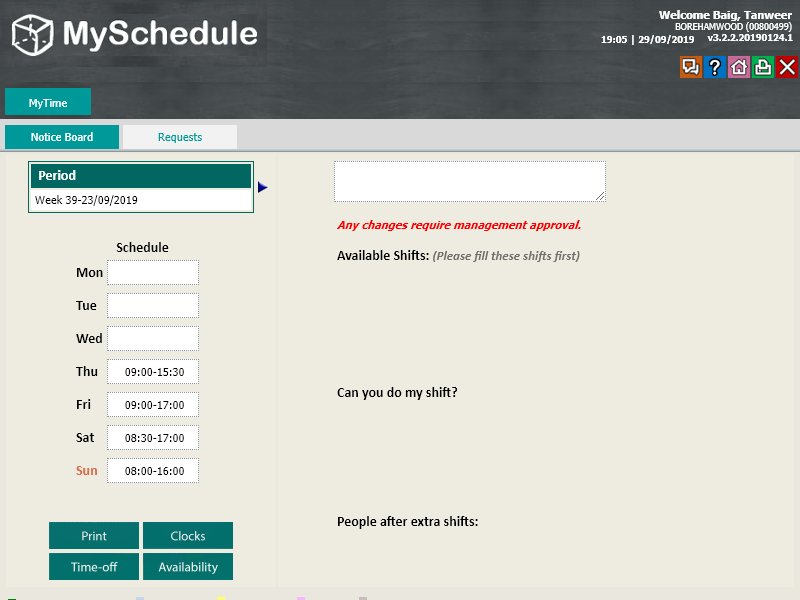 MySchedule
Welcome Baig, Tanweer
BOREHAMWOOD (00800499)
19:05 | 29/09/2019 v3.2.2.20190124.1
?
MyTime
Notice Board Requests
Period
Week 39-23/09/2019
Any changes require management approval.
Schedule
Available Shifts: (Please fill these shifts first)
Mon
Tue
Wed
Thu 09:00-15:30
Can you do my shift?
Fri 09:00-17:00
Sat 08:30-17:00
Sun 08:00-16:00
People after extra shifts:
Print Clocks
Time-off Availability